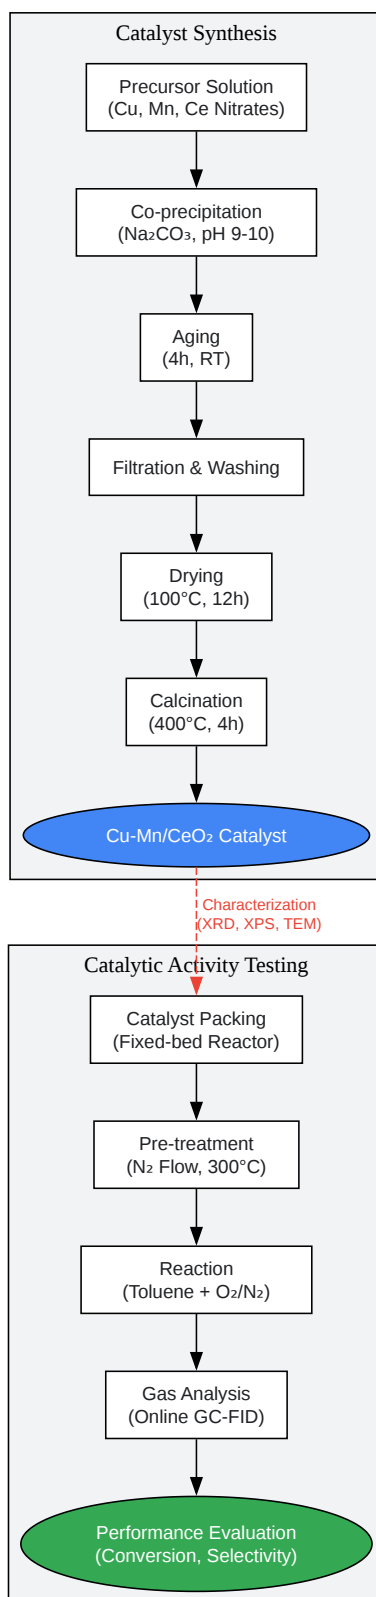 Catalyst Synthesis
Precursor Solution
(Cu, Mn, Ce Nitrates)
Co-precipitation
(Na₂CO₃, pH 9-10)
Aging
(4h, RT)
Filtration & Washing
Drying
(100°C, 12h)
Calcination
(400°C, 4h)
Cu-Mn/CeO₂ Catalyst
Characterization
(XRD, XPS, TEM)
Catalytic Activity Testing
Catalyst Packing
(Fixed-bed Reactor)
Pre-treatment
(N₂ Flow, 300°C)
Reaction
(Toluene + O₂/N₂)
Gas Analysis
(Online GC-FID)
Performance Evaluation
(Conversion, Selectivity)